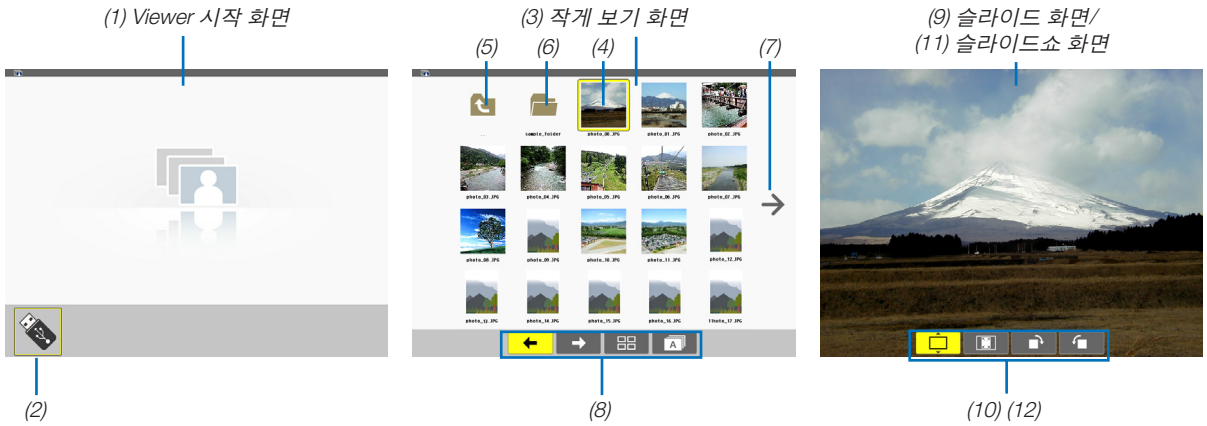 (1) Viewer 시작 화면
(3) 작게 보기 화면
(9) 슬라이드 화면/
(11) 슬라이드쇼 화면
(5)
(6)
(4)
(7)
..
sample_folder
photo_00.JPG
photo_01.JPG
photo_02.JPG
photo_03.JPG
photo_04.JPG
photo_05.JPG
photo_06.JPG
photo_07.JPG
photo_08.JPG
photo_09.JPG
photo_10.JPG
photo_11.JPG
photo_12.JPG
photo_13.JPG
photo_14.JPG
photo_15.JPG
photo_16.JPG
A
(2)
(8)
(10) (12)